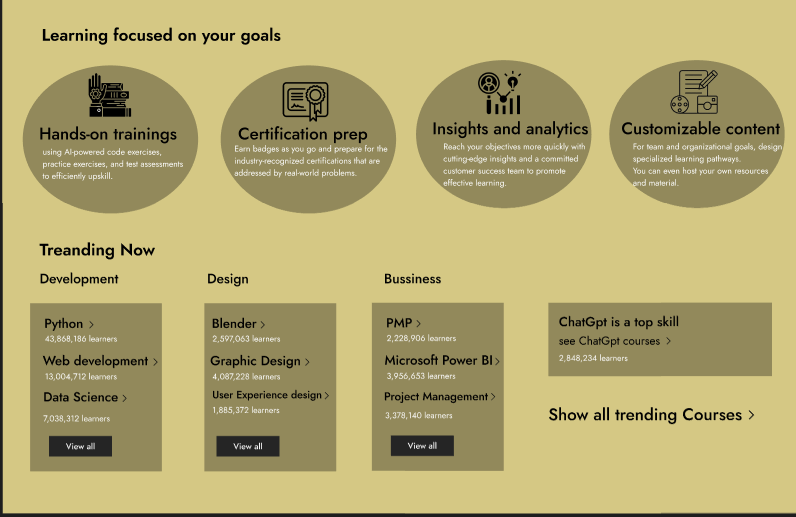 Learning focused on your goals
Hands-on trainings
using AI-powered code exercises,
practice exercises, and test assessments
to efficiently upskill.
Certification prep
Earn badges as you go and prepare for the
industry-recognized certifications that are
addressed by real-world problems.
Insights and analytics
Reach your objectives more quickly with
cutting-edge insights and a committed
customer success team to promote
effective learning.
Customizable content
For team and organizational goals, design
specialized learning pathways.
You can even host your own resources
and material.
Treanding Now
Development
Python >
43,868,186 learners
Web development >
13,004,712 learners
Data Science >
7,038,312 learners
View all
Design
Blender >
2,597,063 learners
Graphic Design >
4,087,228 learners
User Experience design >
1,885,372 learners
View all
Bussiness
PMP >
2,228,906 learners
Microsoft Power BI >
3,956,653 learners
Project Management >
3,378,140 learners
View all
ChatGpt is a top skill
see ChatGpt courses >
2,848,234 learners
Show all trending Courses >